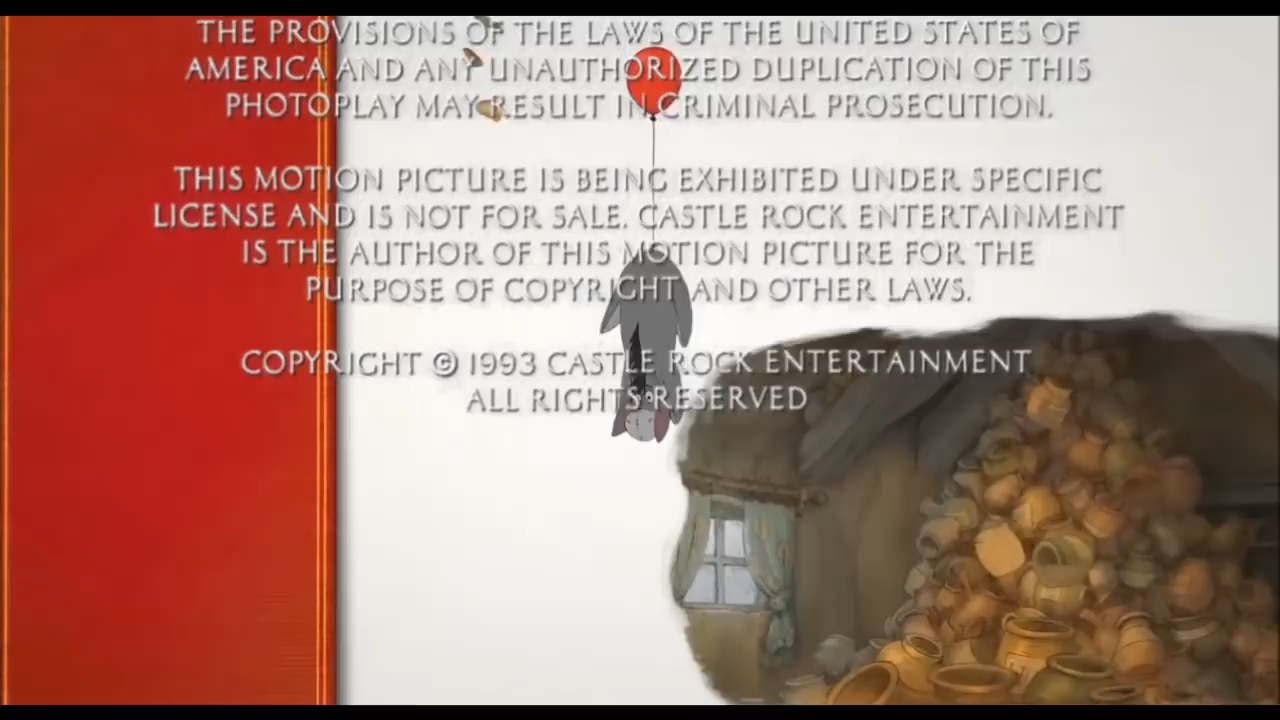 THE PROVISIONS OF THE LAWS OF THE UNITED STATES OF
AMERICA AND ANY UNAUTHORIZED DUPLICATION OF THIS
PHOTOPLAY MAY RESULT IN CRIMINAL PROSECUTION.
THIS MOTION PICTURE IS BEING EXHIBITED UNDER SPECIFIC
LICENSE AND IS NOT FOR SALE. CASTLE ROCK ENTERTAINMENT
IS THE AUTHOR OF THIS MOTION PICTURE FOR THE
PURPOSE OF COPYRIGHT AND OTHER LAWS.
COPYRIGHT © 1993 CASTLE ROCK ENTERTAINMENT
ALL RIGHTS RESERVED